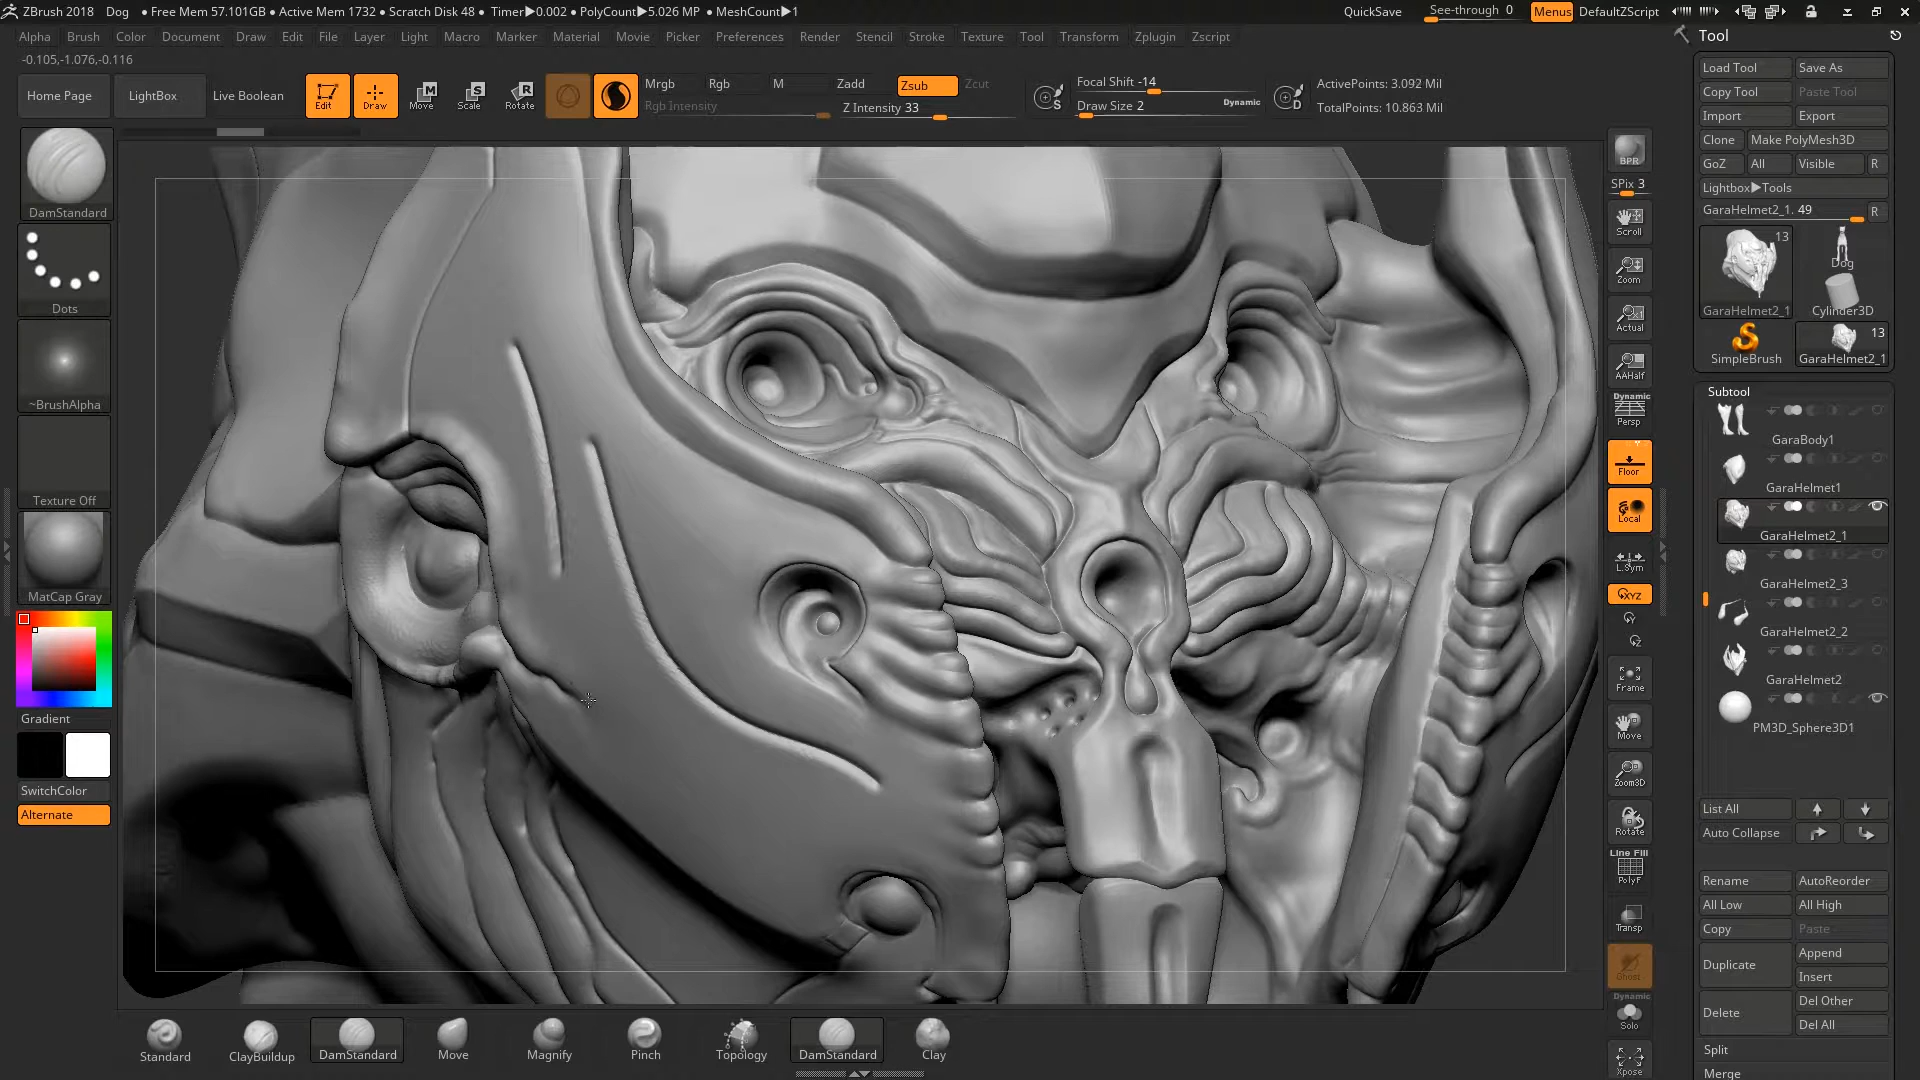 ZBrush 2018 Dog • Free Mem 57.101GB • Active Mem 1732 • Scratch Disk 48 • Timer▶0.002 • PolyCount▶5.026 MP • MeshCount▶1 QuickSave See-through 0 Menus DefaultZScript
Alpha Brush Color Document Draw Edit File Layer Light Macro Marker Material Movie Picker Preferences Render Stencil Stroke Texture Tool Transform Zplugin Zscript
-0.105,-1.076,-0.116
Home Page LightBox Live Boolean Edit Draw Move Scale Rotate
Mrgb Rgb M Zadd Zsub Zcut
Rgb Intensity Z Intensity 33
Focal Shift -14
Draw Size 2 Dynamic
ActivePoints: 3.092 Mil
TotalPoints: 10.863 Mil
DamStandard
Dots
~BrushAlpha
Texture Off
MatCap Gray
Gradient
SwitchColor
Alternate
BPR
SPix 3
Scroll
Zoom
Actual
AAHalf
Dynamic
Persp
Floor
Local
L.Sym
XYZ
Frame
Move
Zoom3D
Rotate
Line Fill
PolyF
Transp
Ghost
Dynamic
Solo
Xpose
Tool
Load Tool Save As
Copy Tool Paste Tool
Import Export
Clone Make PolyMesh3D
GoZ All Visible R
Lightbox▶Tools
GaraHelmet2_1. 49 R
13
Dog
GaraHelmet2_1 Cylinder3D
13
SimpleBrush GaraHelmet2_1
Subtool
GaraBody1
GaraHelmet1
GaraHelmet2_1
GaraHelmet2_3
GaraHelmet2_2
GaraHelmet2
PM3D_Sphere3D1
List All
Auto Collapse
Rename AutoReorder
All Low All High
Copy Paste
Duplicate Append
Insert
Delete Del Other
Del All
Split
Merge
Standard ClayBuildup DamStandard Move Magnify Pinch Topology DamStandard Clay